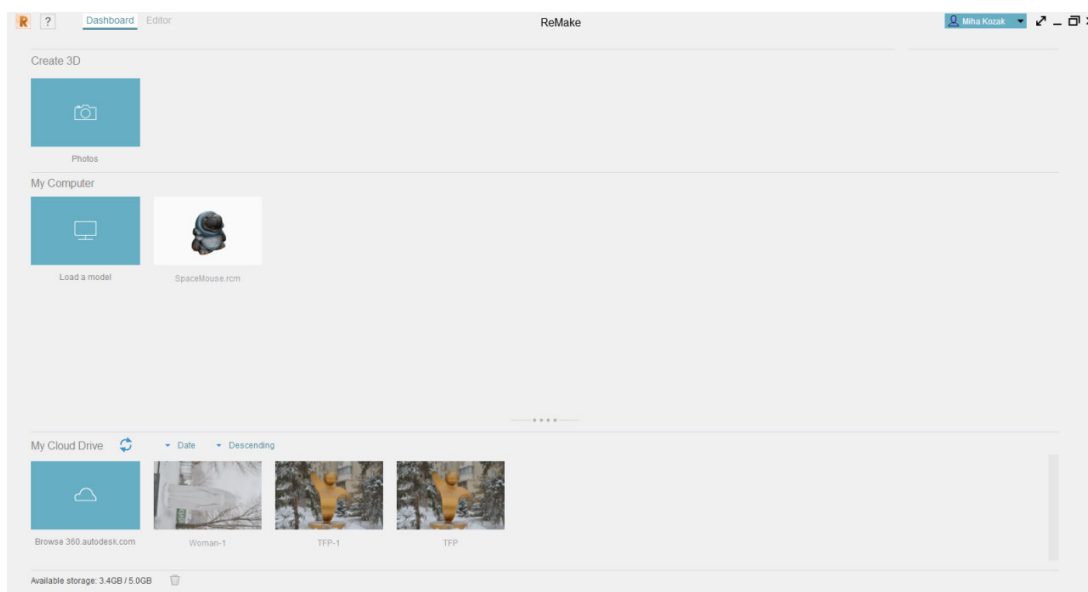 R ? Dashboard Editor ReMake Miha Kozak
Create 3D
Photos
My Computer
Load a model SpaceMouse.rcm
My Cloud Drive Date Descending
Browse 360.autodesk.com Woman-1 TFP-1 TFP
Available storage: 3.4GB / 5.0GB